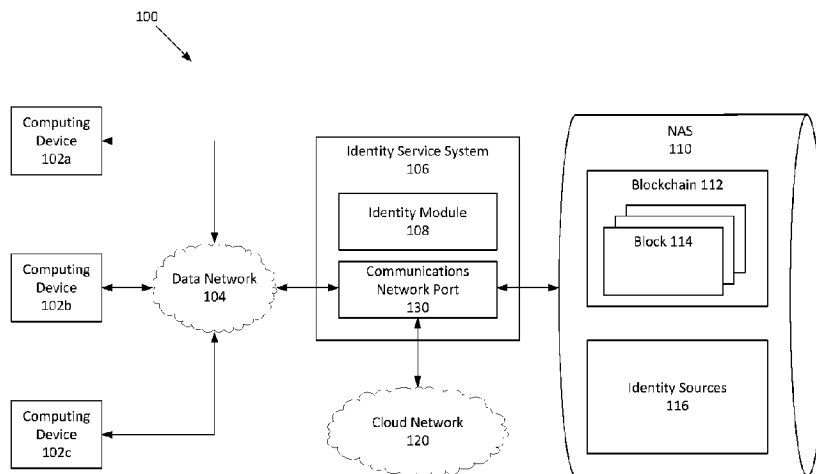 100
Computing
Device
102a
Computing
Device
102b
Computing
Device
102c
Data Network
104
Identity Service System
106
Identity Module
108
Communications
Network Port
130
Cloud Network
120
NAS
110
Blockchain 112
Block 114
Identity Sources
116